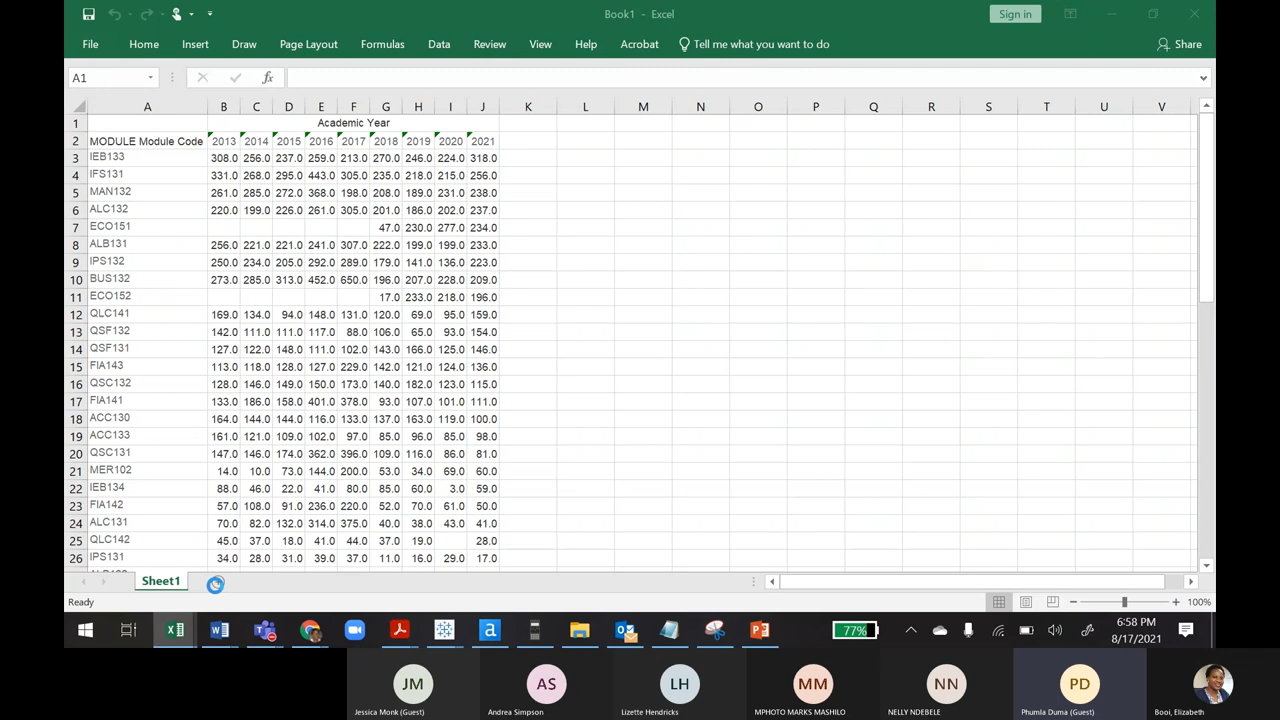 Book1 - Excel
Sign in
File Home Insert Draw Page Layout Formulas Data Review View Help Acrobat Tell me what you want to do Share
A1 fx
A B C D E F G H I J K L M N O P Q R S T U V
1 Academic Year
2 MODULE Module Code 2013 2014 2015 2016 2017 2018 2019 2020 2021
3 IEB133 308.0 256.0 237.0 259.0 213.0 270.0 246.0 224.0 318.0
4 IFS131 331.0 268.0 295.0 443.0 305.0 235.0 218.0 215.0 256.0
5 MAN132 261.0 285.0 272.0 368.0 198.0 208.0 189.0 231.0 238.0
6 ALC132 220.0 199.0 226.0 261.0 305.0 201.0 186.0 202.0 237.0
7 ECO151 47.0 230.0 277.0 234.0
8 ALB131 256.0 221.0 221.0 241.0 307.0 222.0 199.0 199.0 233.0
9 IPS132 250.0 234.0 205.0 292.0 289.0 179.0 141.0 136.0 223.0
10 BUS132 273.0 285.0 313.0 452.0 650.0 196.0 207.0 228.0 209.0
11 ECO152 17.0 233.0 218.0 196.0
12 QLC141 169.0 134.0 94.0 148.0 131.0 120.0 69.0 95.0 159.0
13 QSF132 142.0 111.0 111.0 117.0 88.0 106.0 65.0 93.0 154.0
14 QSF131 127.0 122.0 148.0 111.0 102.0 143.0 166.0 125.0 146.0
15 FIA143 113.0 118.0 128.0 127.0 229.0 142.0 121.0 124.0 136.0
16 QSC132 128.0 146.0 149.0 150.0 173.0 140.0 182.0 123.0 115.0
17 FIA141 133.0 186.0 158.0 401.0 378.0 93.0 107.0 101.0 111.0
18 ACC130 164.0 144.0 144.0 116.0 133.0 137.0 163.0 119.0 100.0
19 ACC133 161.0 121.0 109.0 102.0 97.0 85.0 96.0 85.0 98.0
20 QSC131 147.0 146.0 174.0 362.0 396.0 109.0 116.0 86.0 81.0
21 MER102 14.0 10.0 73.0 144.0 200.0 53.0 34.0 69.0 60.0
22 IEB134 88.0 46.0 22.0 41.0 80.0 85.0 60.0 3.0 59.0
23 FIA142 57.0 108.0 91.0 236.0 220.0 52.0 70.0 61.0 50.0
24 ALC131 70.0 82.0 132.0 314.0 375.0 40.0 38.0 43.0 41.0
25 QLC142 45.0 37.0 18.0 41.0 44.0 37.0 19.0 28.0
26 IPS131 34.0 28.0 31.0 39.0 37.0 11.0 16.0 29.0 17.0
Sheet1
Ready 100%
77% 6:58 PM
8/17/2021
JM AS LH MM NN PD
Jessica Monk (Guest) Andrea Simpson Lizette Hendricks MPHOTO MARKS MASHILO NELLY NDEBELE Phumla Duma (Guest) Booi, Elizabeth